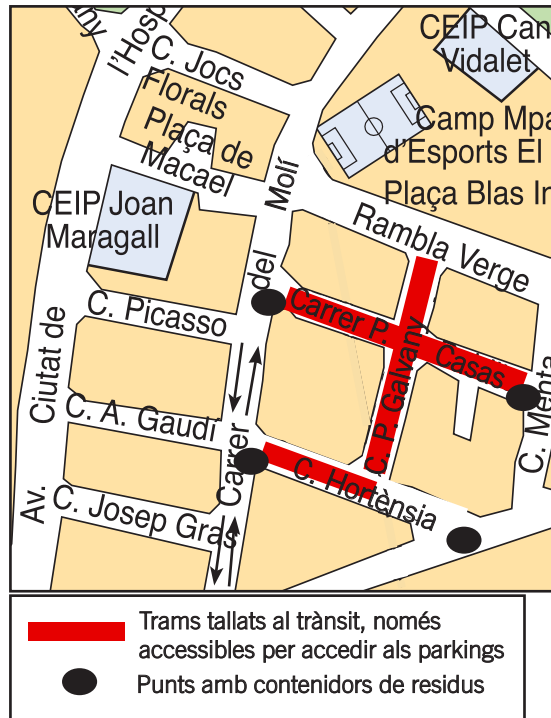 any
l'Hosp
C. Jocs
Florals
Plaça de
Macael
CEIP Can
Vidalet
Camp Mpa
d'Esports El
Plaça Blas In
CEIP Joan
Maragall
Rambla Verge
Carrer del Molí
C. Picasso
Carrer P. Casas
C. P. Galvany
Av. Ciutat de
C. A. Gaudí
C. Menta
C. Hortènsia
C. Josep Gras
Trams tallats al trànsit, només
accessibles per accedir als parkings
Punts amb contenidors de residus